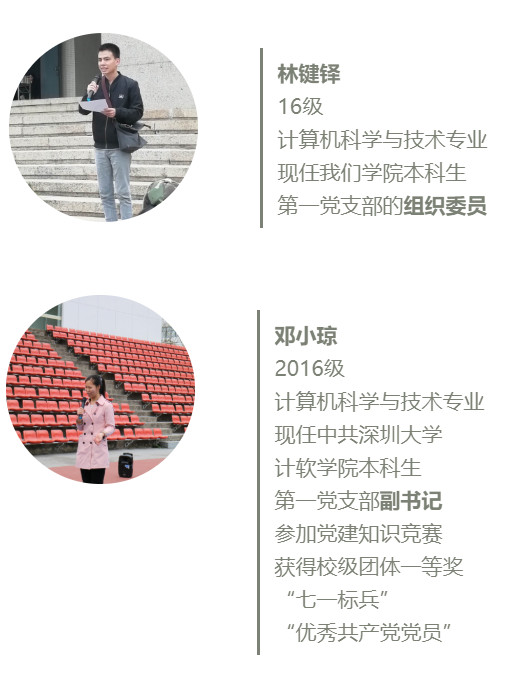 林键铎
16级
计算机科学与技术专业
现任我们学院本科生
第一党支部的组织委员
邓小琼
2016级
计算机科学与技术专业
现任中共深圳大学
计软学院本科生
第一党支部副书记
参加党建知识竞赛
获得校级团体一等奖
“七一标兵”
“优秀共产党党员”